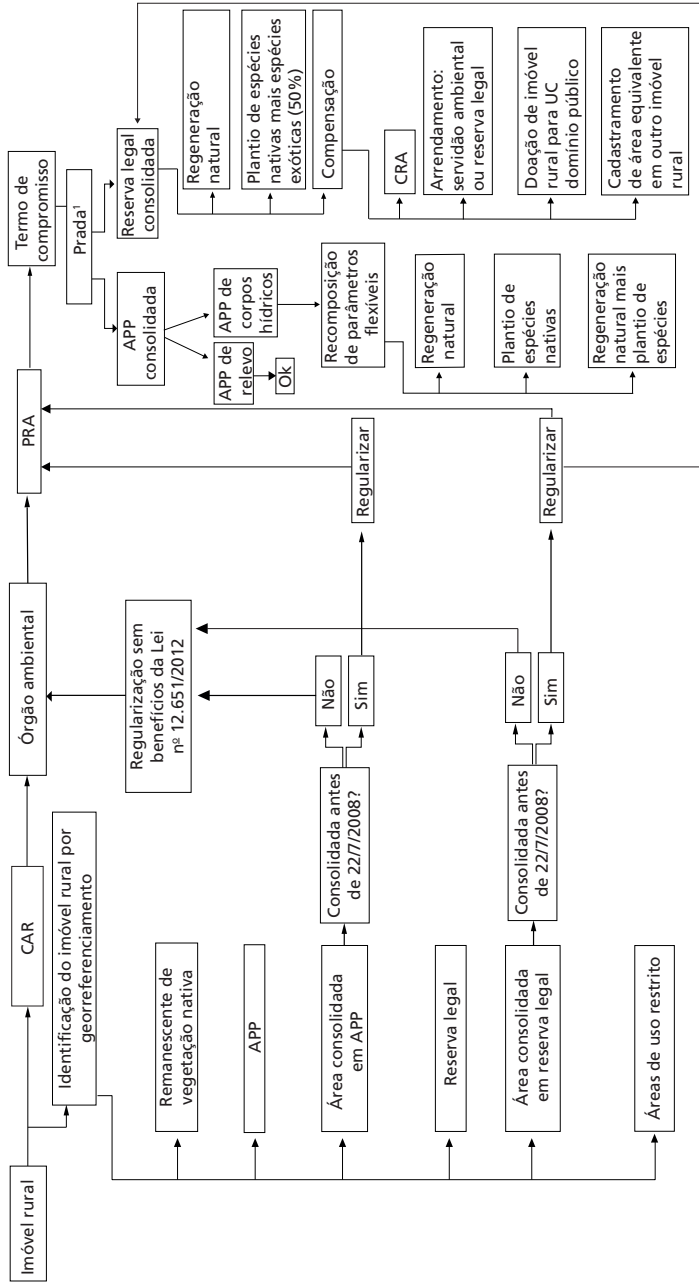 Imóvel rural
CAR
Órgão ambiental
PRA
Termo de
compromisso
Identificação do imóvel rural por
georreferenciamento
Remanescente de
vegetação nativa
APP
Área consolidada
em APP
Reserva legal
Área consolidada
em reserva legal
Áreas de uso restrito
Consolidada antes
de 22/7/2008?
Não
Sim
Consolidada antes
de 22/7/2008?
Não
Sim
Regularização sem
benefícios da Lei
nº 12.651/2012
Regularizar
Regularizar
Prada¹
APP
consolidada
Reserva legal
consolidada
APP de
relevo
Ok
APP de
corpos
hídricos
Recomposição
de parâmetros
flexíveis
Regeneração
natural
Plantio de
espécies
nativas
Regeneração
natural mais
plantio de
espécies
Regeneração
natural
Plantio de espécies
nativas mais espécies
exóticas (50%)
Compensação
CRA
Arrendamento:
servidão ambiental
ou reserva legal
Doação de imóvel
rural para UC
domínio público
Cadastramento
de área equivalente
em outro imóvel
rural